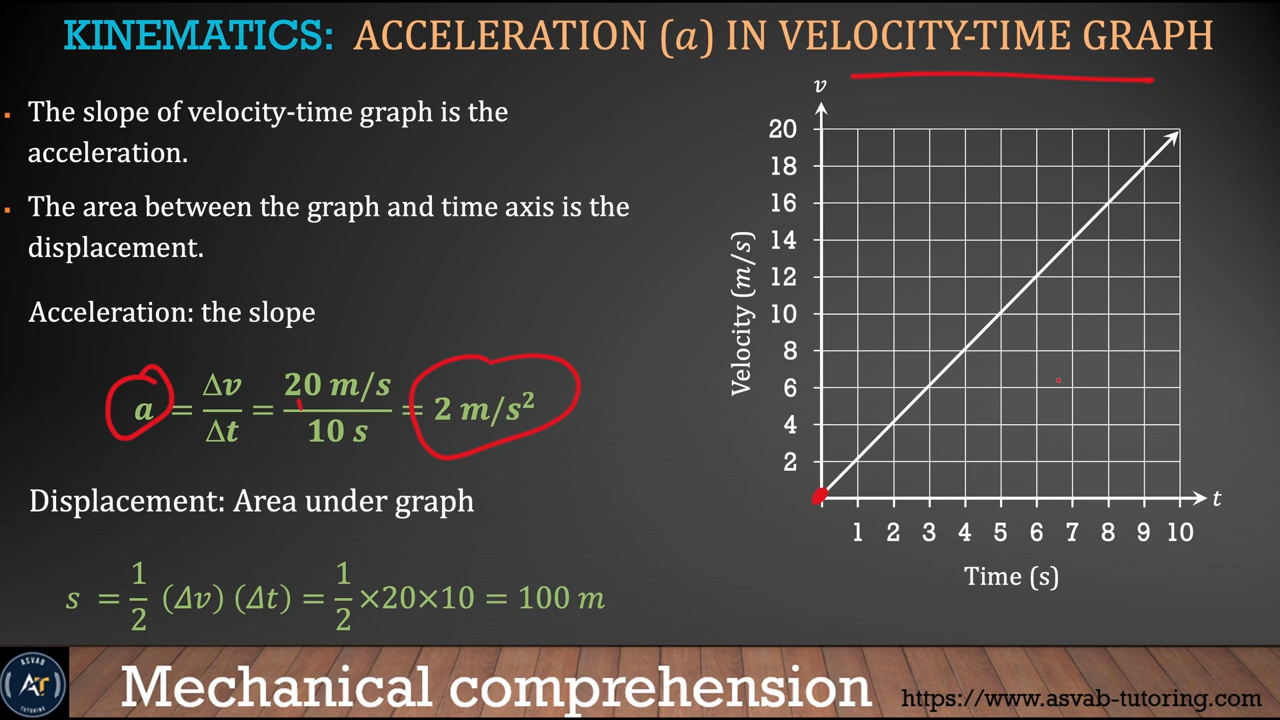 KINEMATICS: ACCELERATION (a) IN VELOCITY-TIME GRAPH
▪ The slope of velocity-time graph is the
acceleration.
▪ The area between the graph and time axis is the
displacement.
Acceleration: the slope
a = Δv/Δt = 20 m/s / 10 s = 2 m/s²
Displacement: Area under graph
s = 1/2 (Δv) (Δt) = 1/2 ×20×10 = 100 m
v
20
18
16
14
12
10
8
6
4
2
Velocity (m/s)
t
1 2 3 4 5 6 7 8 9 10
Time (s)
ASVAB
AT
TUTORING
Mechanical comprehension
https://www.asvab-tutoring.com